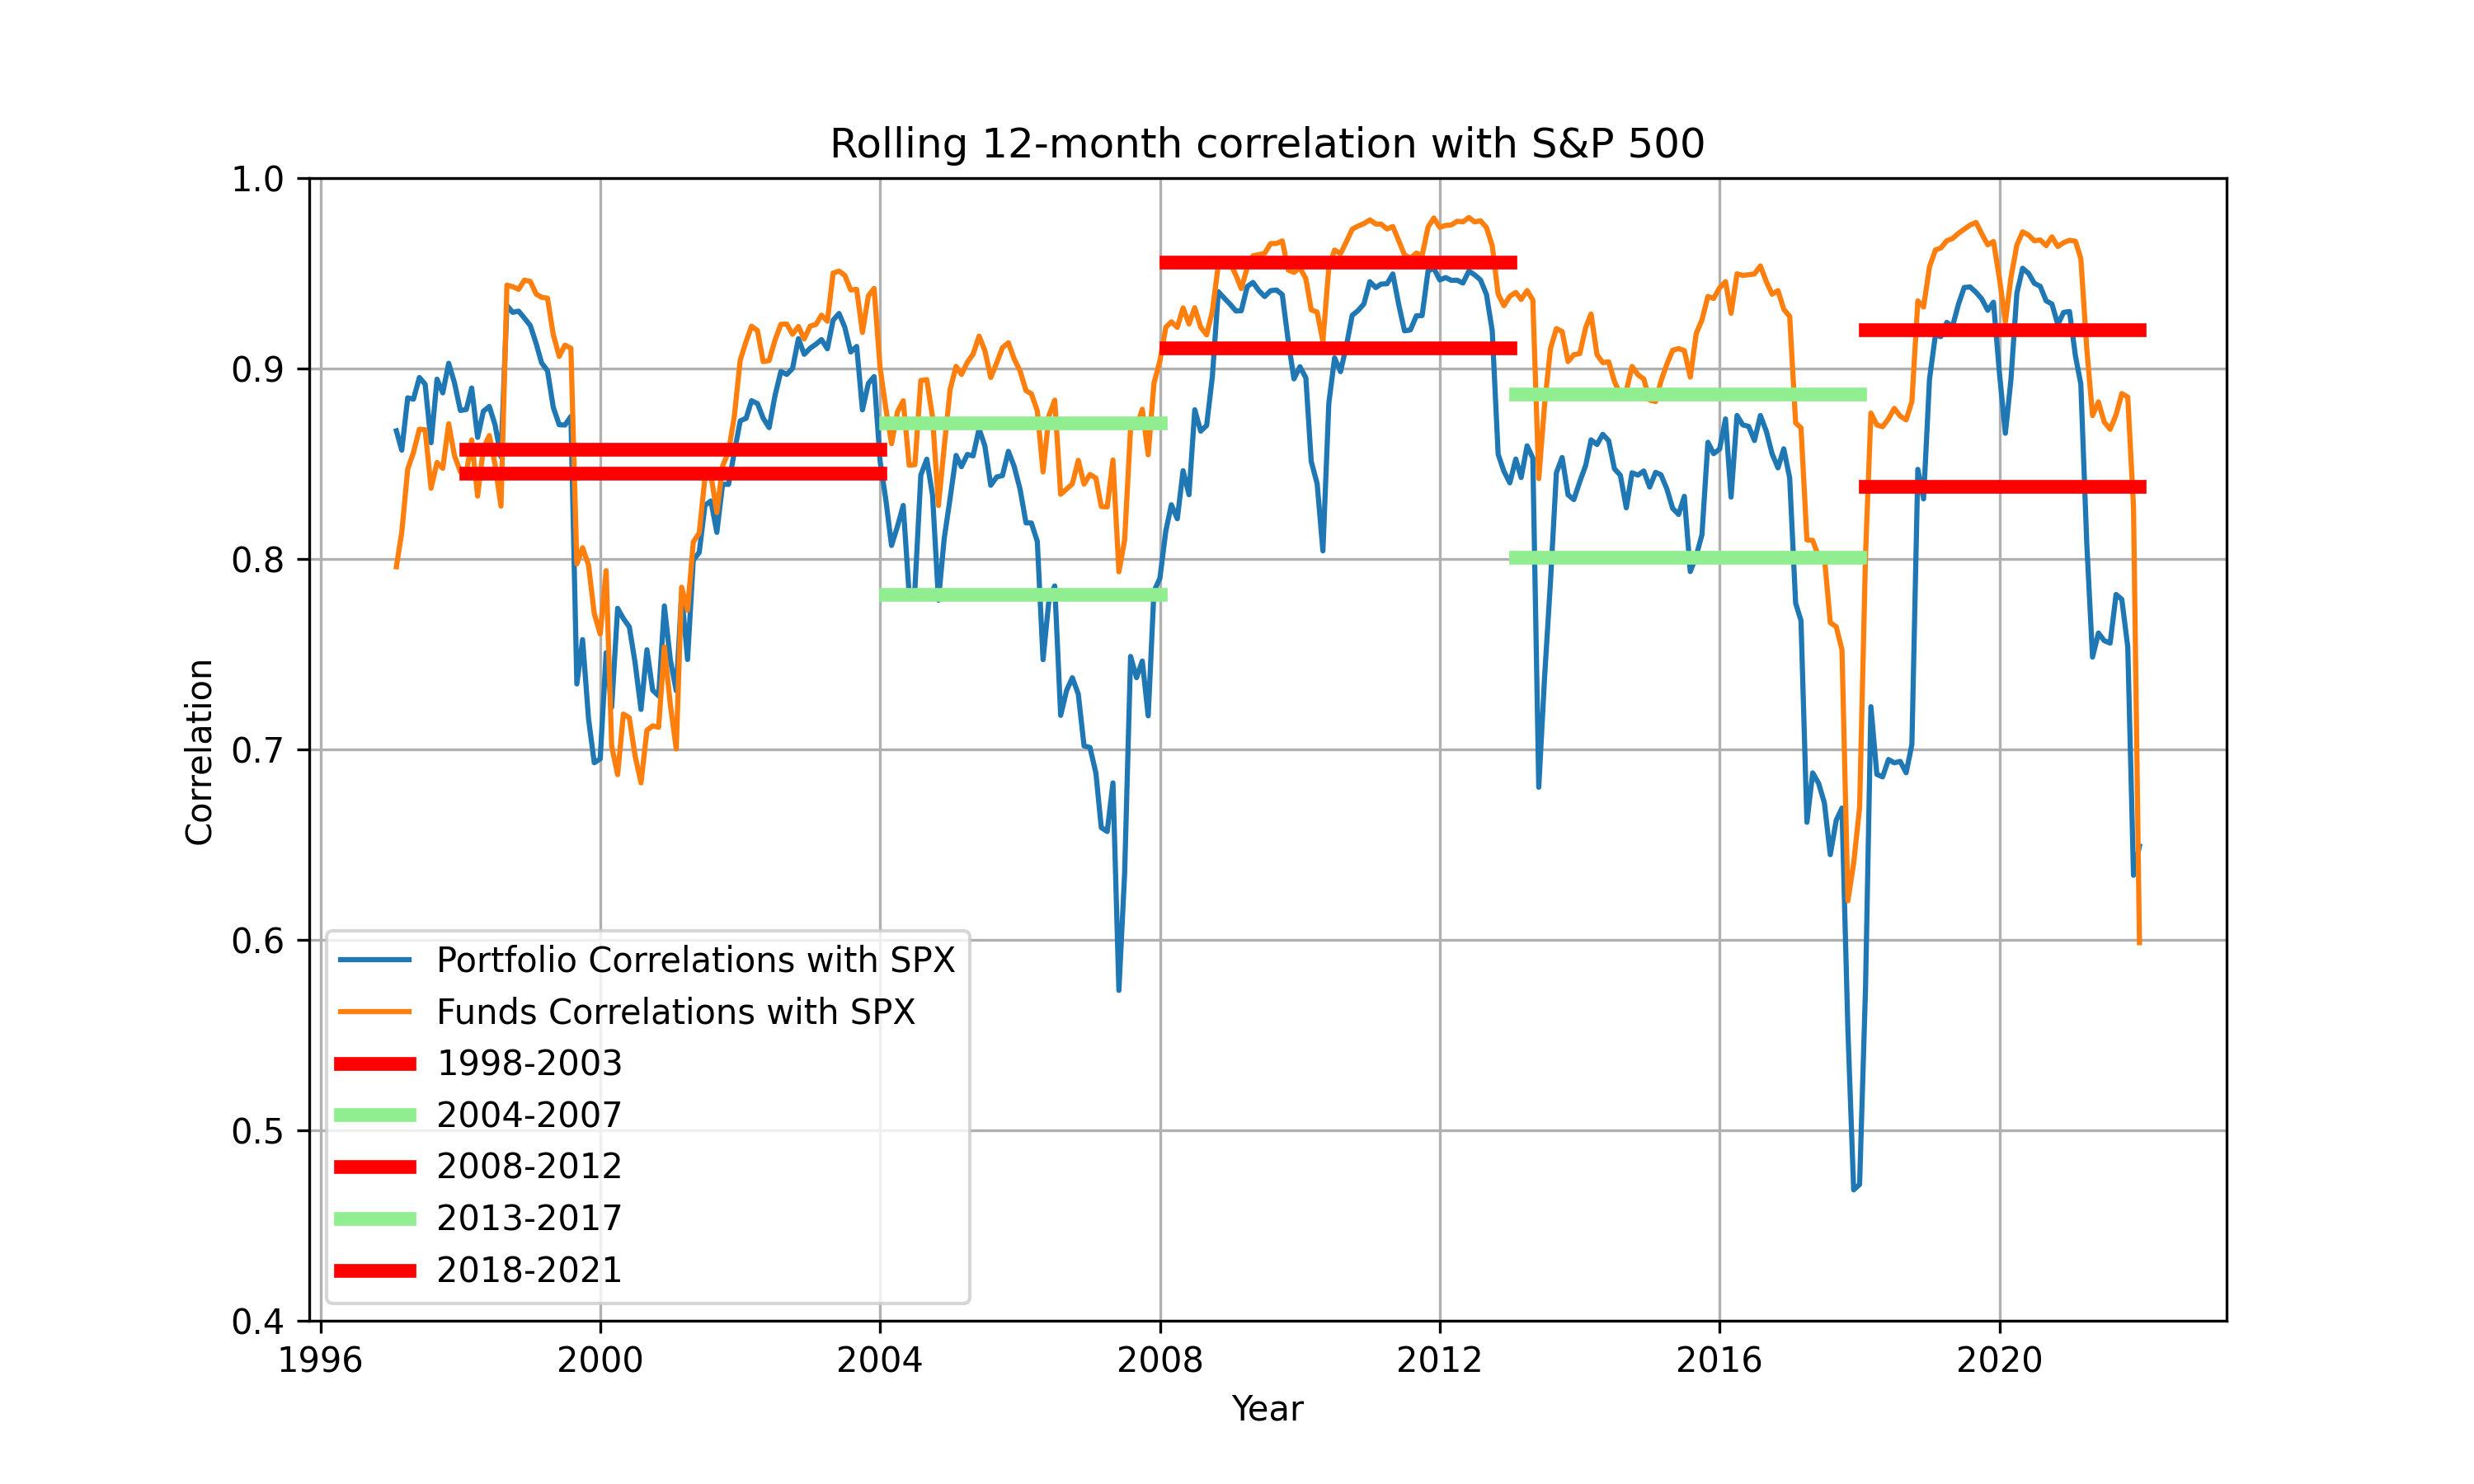 Rolling 12-month correlation with S&P 500
Correlation
1.0
0.9
0.8
0.7
0.6
0.5
0.4
Portfolio Correlations with SPX
Funds Correlations with SPX
1998-2003
2004-2007
2008-2012
2013-2017
2018-2021
1996 2000 2004 2008 2012 2016 2020
Year